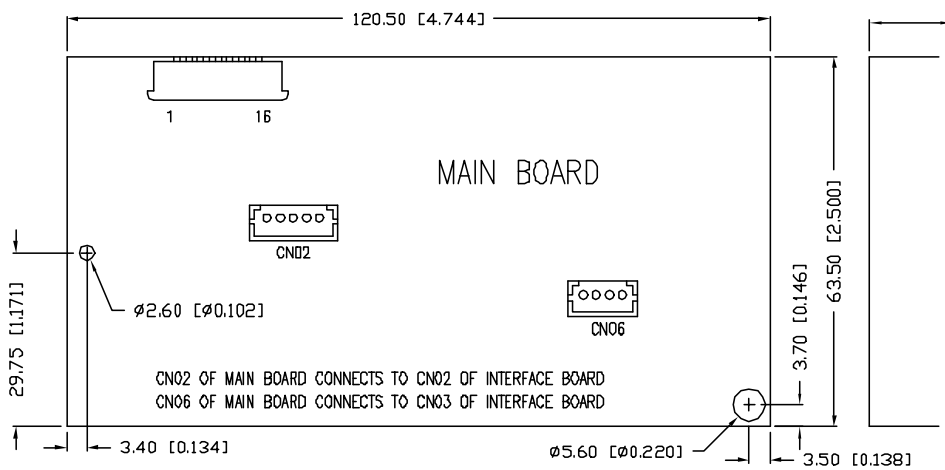 120.50 [4.744]
1 16
MAIN BOARD
CN02
CN06
63.50 [2.500]
3.70 [0.146]
29.75 [1.171]
ø2.60 [ø0.102]
CN02 OF MAIN BOARD CONNECTS TO CN02 OF INTERFACE BOARD
CN06 OF MAIN BOARD CONNECTS TO CN03 OF INTERFACE BOARD
3.40 [0.134]
ø5.60 [ø0.220]
3.50 [0.138]